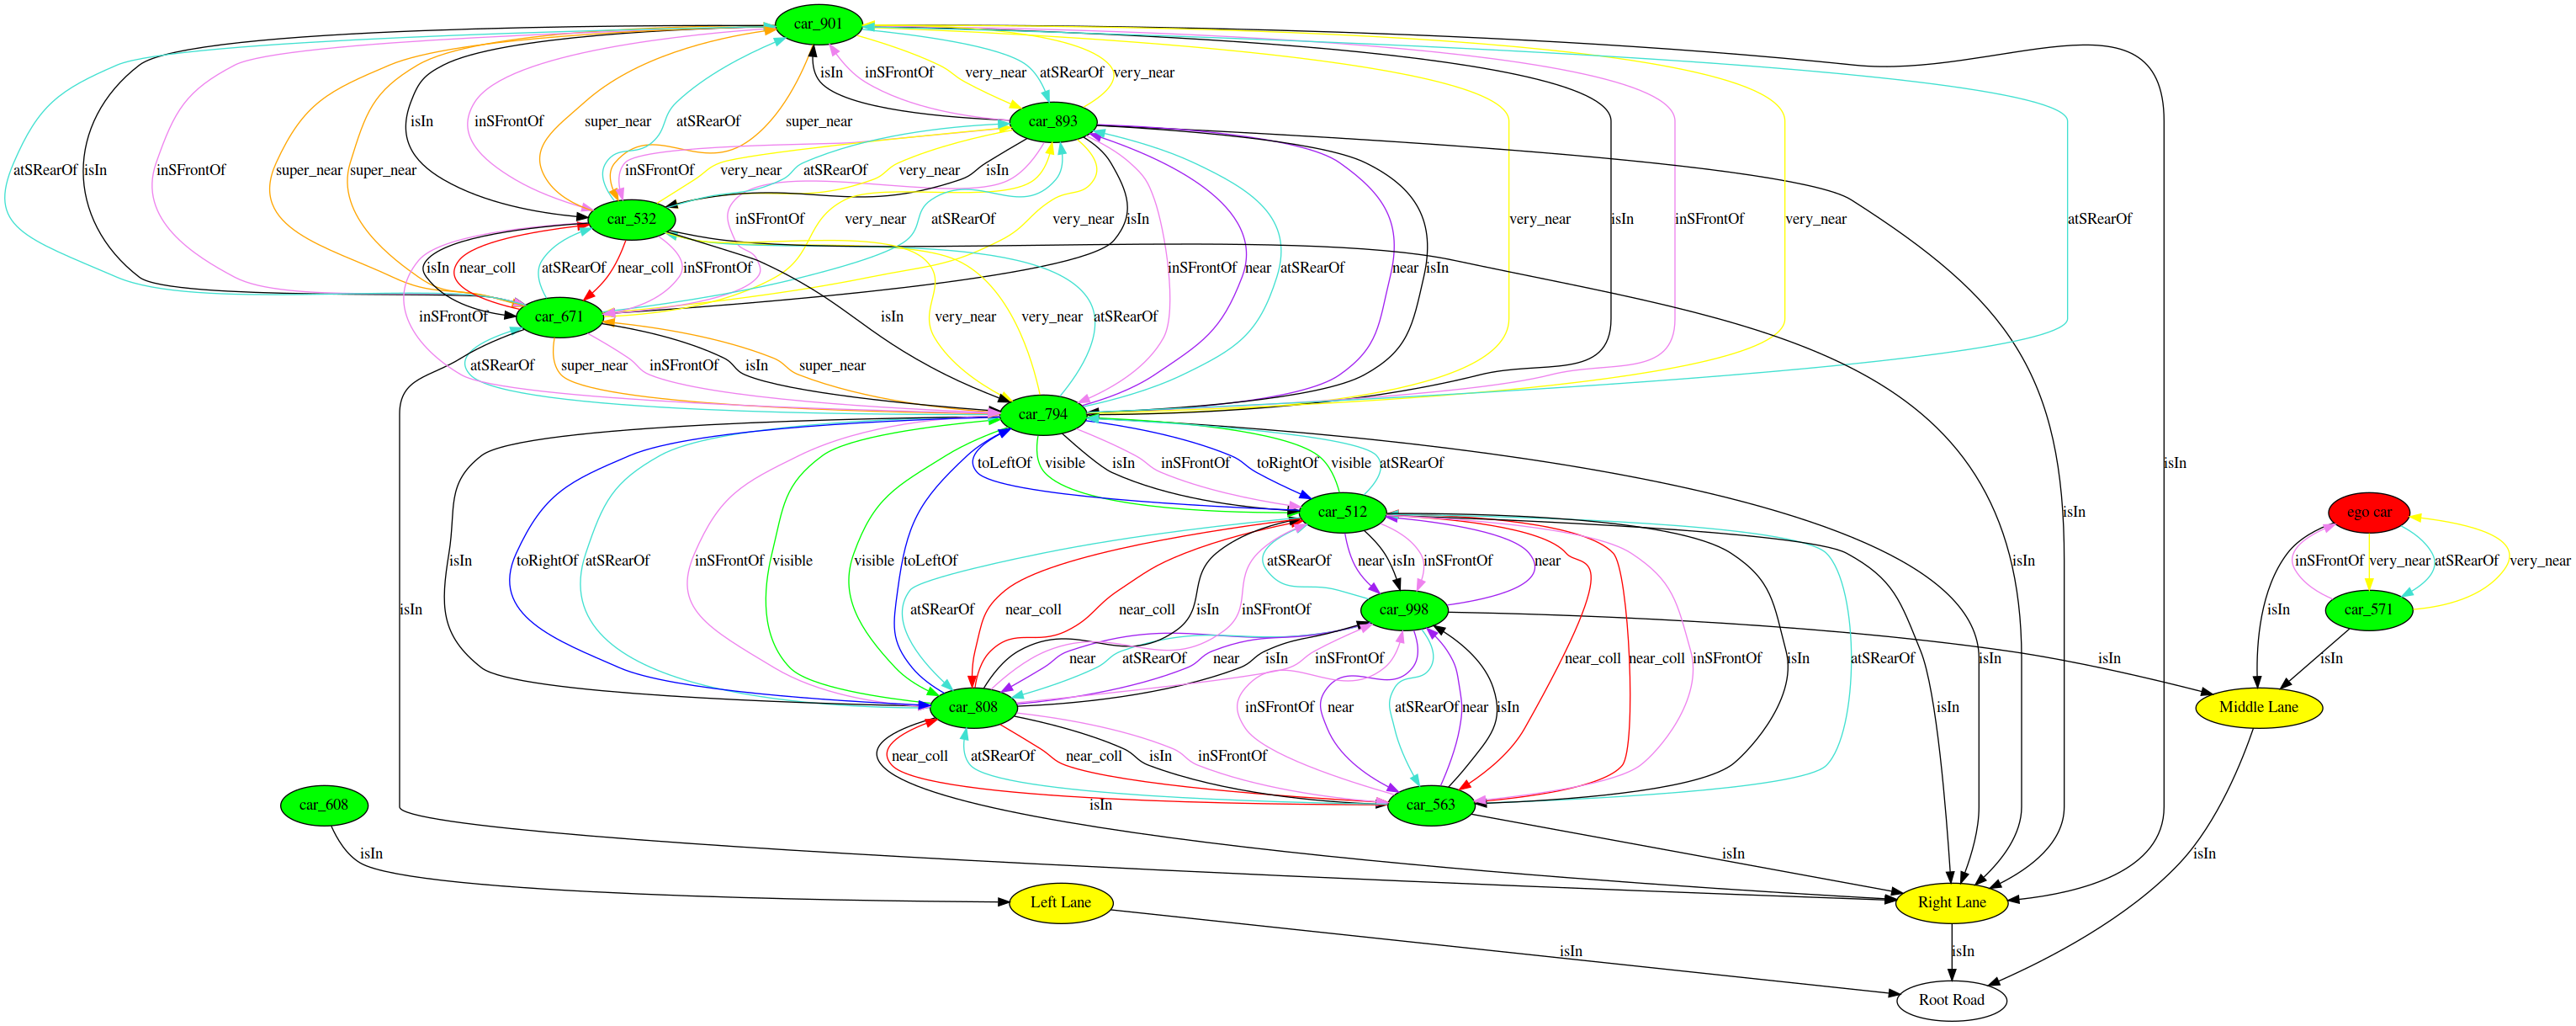 car_901
isIn inSFrontOf very_near atSRearOf very_near
car_893
isIn inSFrontOf super_near atSRearOf super_near
atSRearOf isIn inSFrontOf super_near super_near inSFrontOf very_near atSRearOf very_near isIn
car_532
inSFrontOf very_near atSRearOf very_near isIn very_near isIn inSFrontOf very_near atSRearOf
isIn near_coll atSRearOf near_coll inSFrontOf inSFrontOf near atSRearOf near isIn
car_671
inSFrontOf isIn very_near very_near atSRearOf
atSRearOf super_near inSFrontOf isIn super_near
car_794
toLeftOf visible isIn inSFrontOf toRightOf visible atSRearOf isIn
car_512 isIn ego car
isIn toRightOf atSRearOf inSFrontOf visible visible toLeftOf atSRearOf near isIn inSFrontOf near isIn inSFrontOf very_near atSRearOf very_near
isIn atSRearOf near_coll near_coll isIn inSFrontOf car_998 isIn car_571
near atSRearOf near isIn inSFrontOf near_coll near_coll inSFrontOf isIn atSRearOf isIn isIn isIn
car_808 inSFrontOf near atSRearOf near isIn isIn Middle Lane
near_coll atSRearOf near_coll isIn inSFrontOf
car_608 isIn car_563
isIn isIn isIn
Left Lane Right Lane
isIn isIn
Root Road